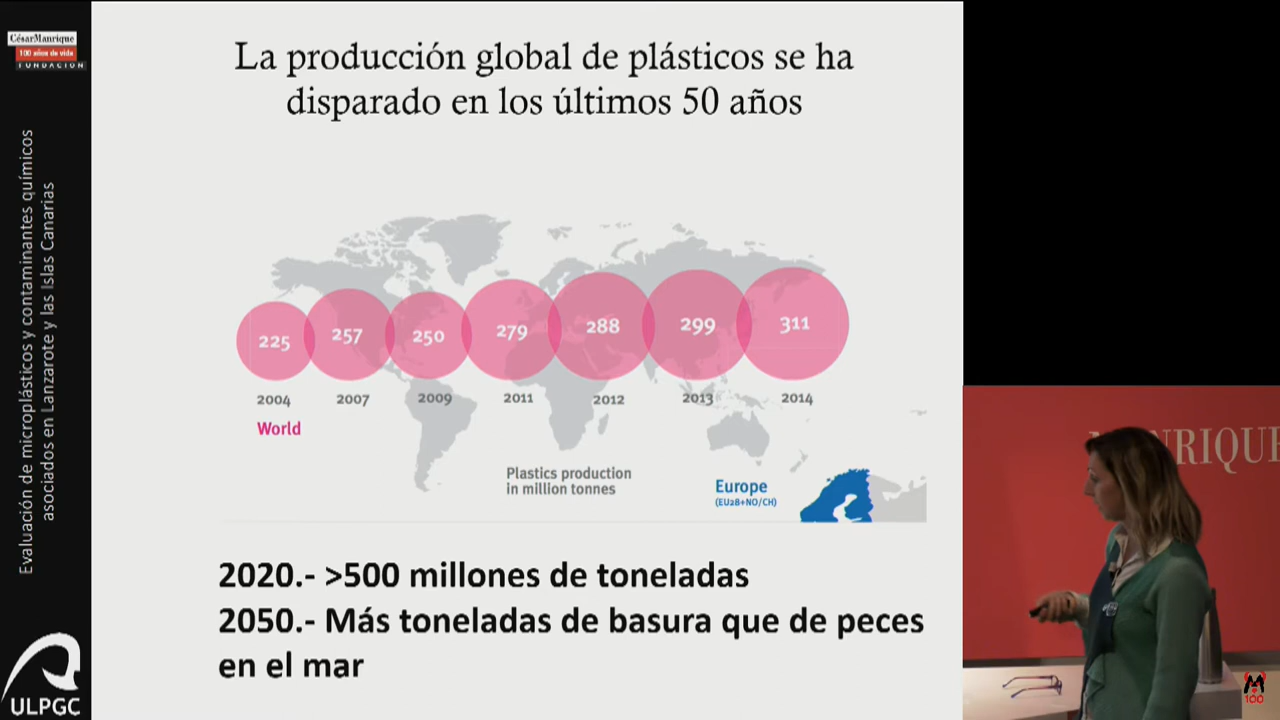 CésarManrique
100 años de vida
FUNDACIÓN
Evaluación de microplásticos y contaminantes químicos
asociados en Lanzarote y las Islas Canarias
ULPGC
La producción global de plásticos se ha
disparado en los últimos 50 años
225
257
250
279
288
299
311
2004
2007
2009
2011
2012
2013
2014
World
Plastics production
in million tonnes
Europe
(EU28+NO/CH)
2020.- >500 millones de toneladas
2050.- Más toneladas de basura que de peces
en el mar
MANRIQUE
M
100